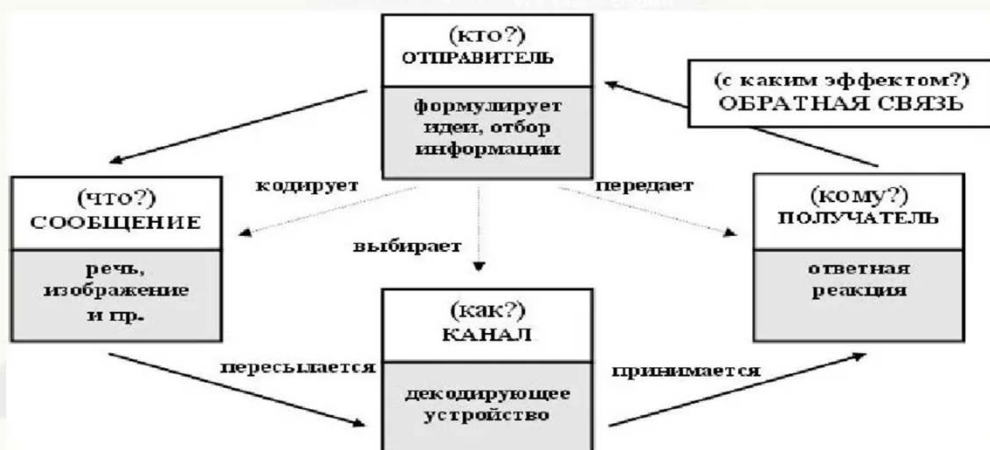 (кто?)
ОТПРАВИТЕЛЬ
формулирует
идеи, отбор
информации
(с каким эффектом?)
ОБРАТНАЯ СВЯЗЬ
кодирует
передает
выбирает
(что?)
СООБЩЕНИЕ
речь,
изображение
и пр.
(кому?)
ПОЛУЧАТЕЛЬ
ответная
реакция
(как?)
КАНАЛ
декодирующее
устройство
пересылается
принимается